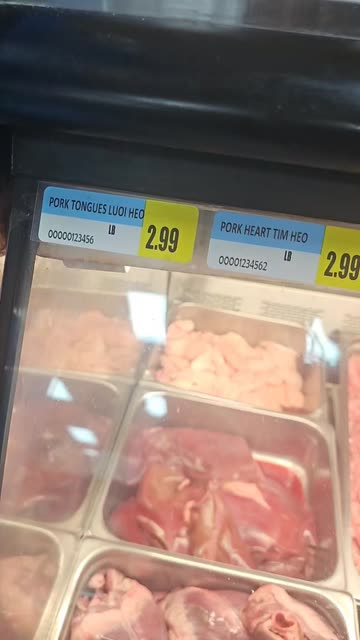 PORK TONGUES LUOI HEO
LB
2.99
00000123456
PORK HEART TIM HEO
LB
2.99
00001234562